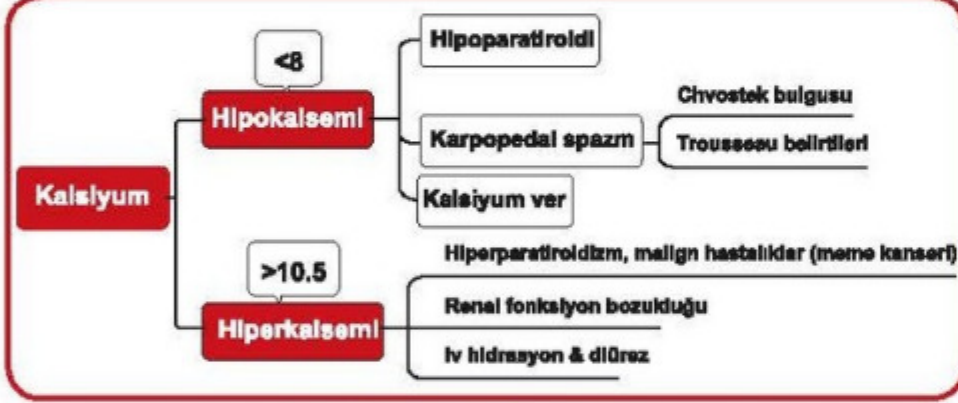 Kalsiyum
<8
Hipokalsemi
Hipoparatiroidi
Karpopedal spazm
Chvostek bulgusu
Trousseau belirtileri
Kalsiyum ver
>10.5
Hiperkalsemi
Hiperparatiroidizm, malign hastalıklar (meme kanseri)
Renal fonksiyon bozukluğu
Iv hidrasyon & diürez